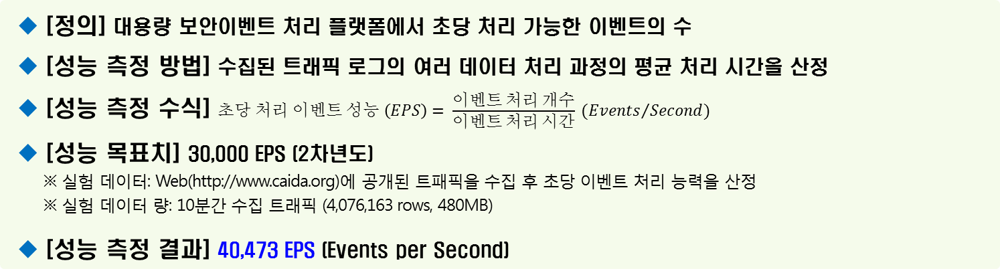 ◆ [정의] 대용량 보안이벤트 처리 플랫폼에서 초당 처리 가능한 이벤트의 수
◆ [성능 측정 방법] 수집된 트래픽 로그의 여러 데이터 처리 과정의 평균 처리 시간을 산정
◆ [성능 측정 수식] 초당 처리 이벤트 성능 (EPS) = 이벤트 처리 개수 / 이벤트 처리 시간 (Events/Second)
◆ [성능 목표치] 30,000 EPS (2차년도)
※ 실험 데이터: Web(http://www.caida.org)에 공개된 트패픽을 수집 후 초당 이벤트 처리 능력을 산정
※ 실험 데이터 량: 10분간 수집 트래픽 (4,076,163 rows, 480MB)
◆ [성능 측정 결과] 40,473 EPS (Events per Second)